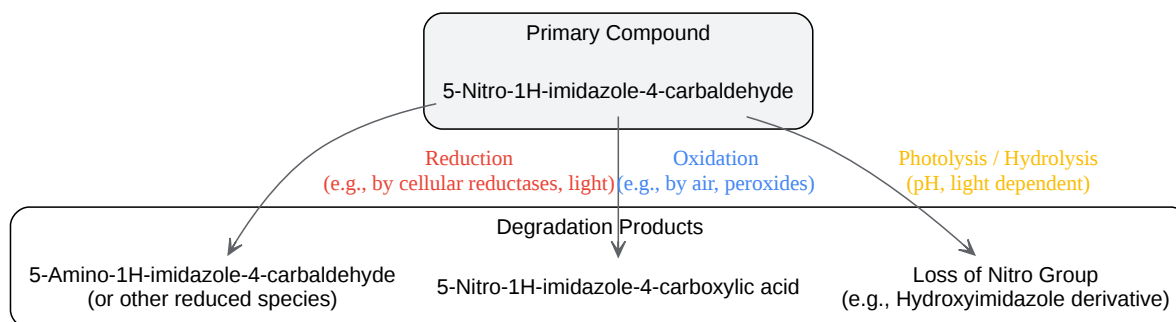 Primary Compound
5-Nitro-1H-imidazole-4-carbaldehyde
Reduction
(e.g., by cellular reductases, light)
Oxidation
(e.g., by air, peroxides)
Photolysis / Hydrolysis
(pH, light dependent)
Degradation Products
5-Amino-1H-imidazole-4-carbaldehyde
(or other reduced species)
5-Nitro-1H-imidazole-4-carboxylic acid
Loss of Nitro Group
(e.g., Hydroxyimidazole derivative)